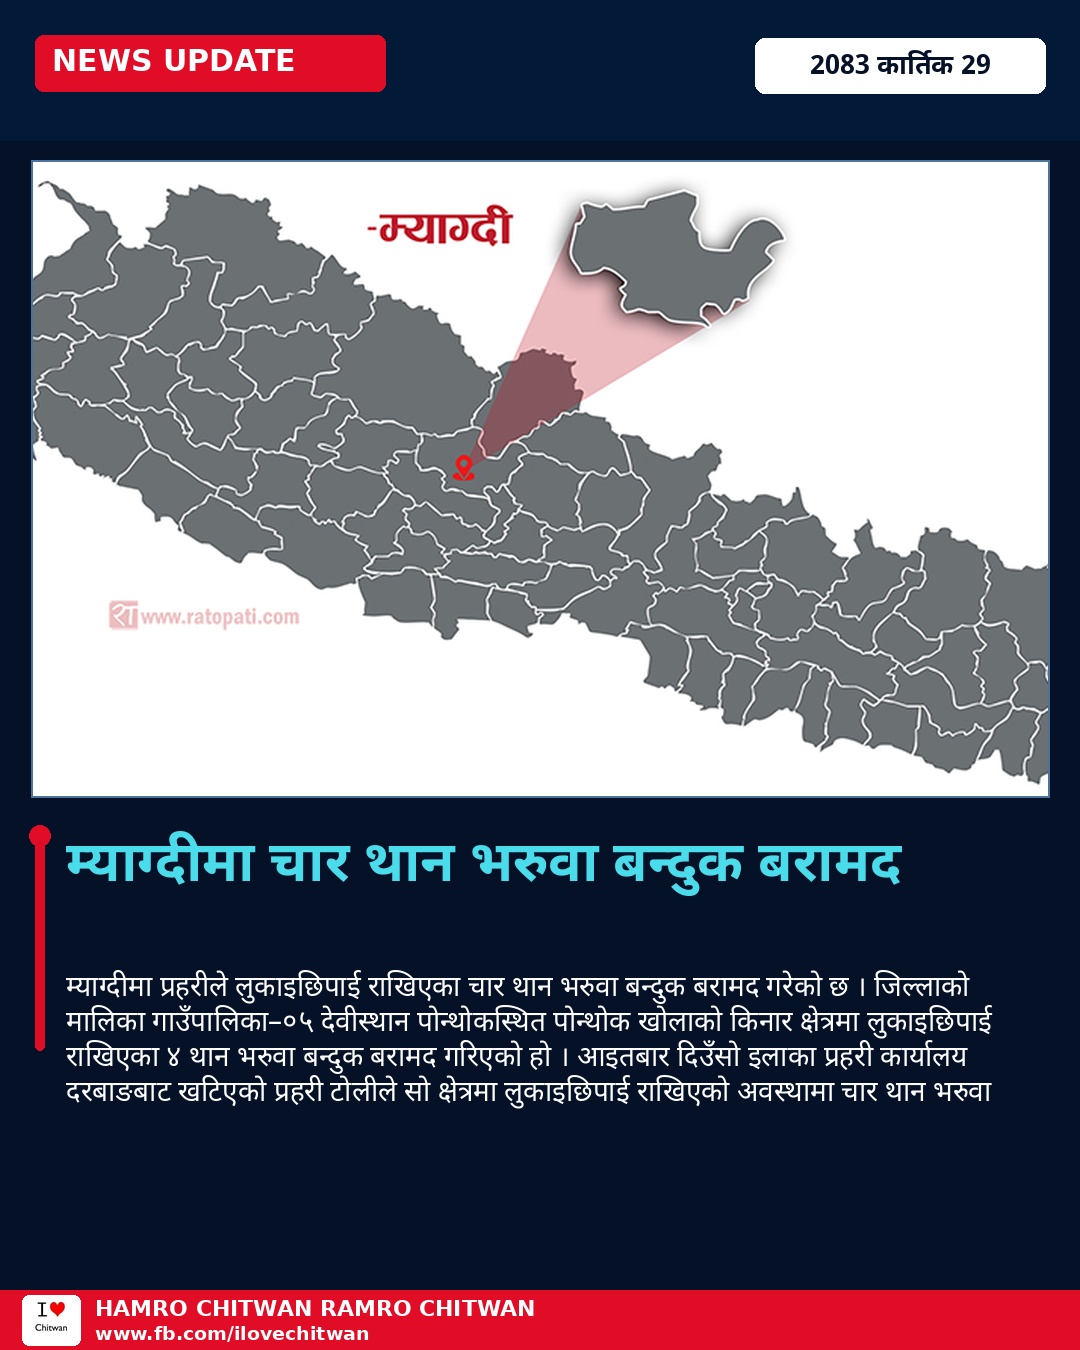 NEWS UPDATE
2083 कार्तिक 29
-म्याग्दी
रा www.ratopati.com
म्याग्दीमा चार थान भरुवा बन्दुक बरामद
म्याग्दीमा प्रहरीले लुकाइछिपाई राखिएका चार थान भरुवा बन्दुक बरामद गरेको छ । जिल्लाको
मालिका गाउँपालिका–०५ देवीस्थान पोन्थोकस्थित पोन्थोक खोलाको किनार क्षेत्रमा लुकाइछिपाई
राखिएका ४ थान भरुवा बन्दुक बरामद गरिएको हो । आइतबार दिउँसो इलाका प्रहरी कार्यालय
दरबाङबाट खटिएको प्रहरी टोलीले सो क्षेत्रमा लुकाइछिपाई राखिएको अवस्थामा चार थान भरुवा
I ♥
Chitwan
HAMRO CHITWAN RAMRO CHITWAN
www.fb.com/ilovechitwan